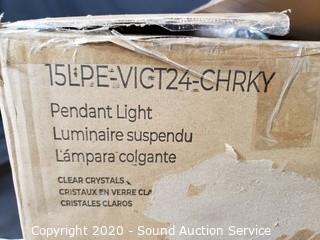 15LPE-VICT24-CHRKY
Pendant Light
Luminaire suspendu
Lámpara colgante
CLEAR CRYSTALS
CRISTAUX EN VERRE CLA
CRISTALES CLAROS
Copyright 2020 - Sound Auction Service